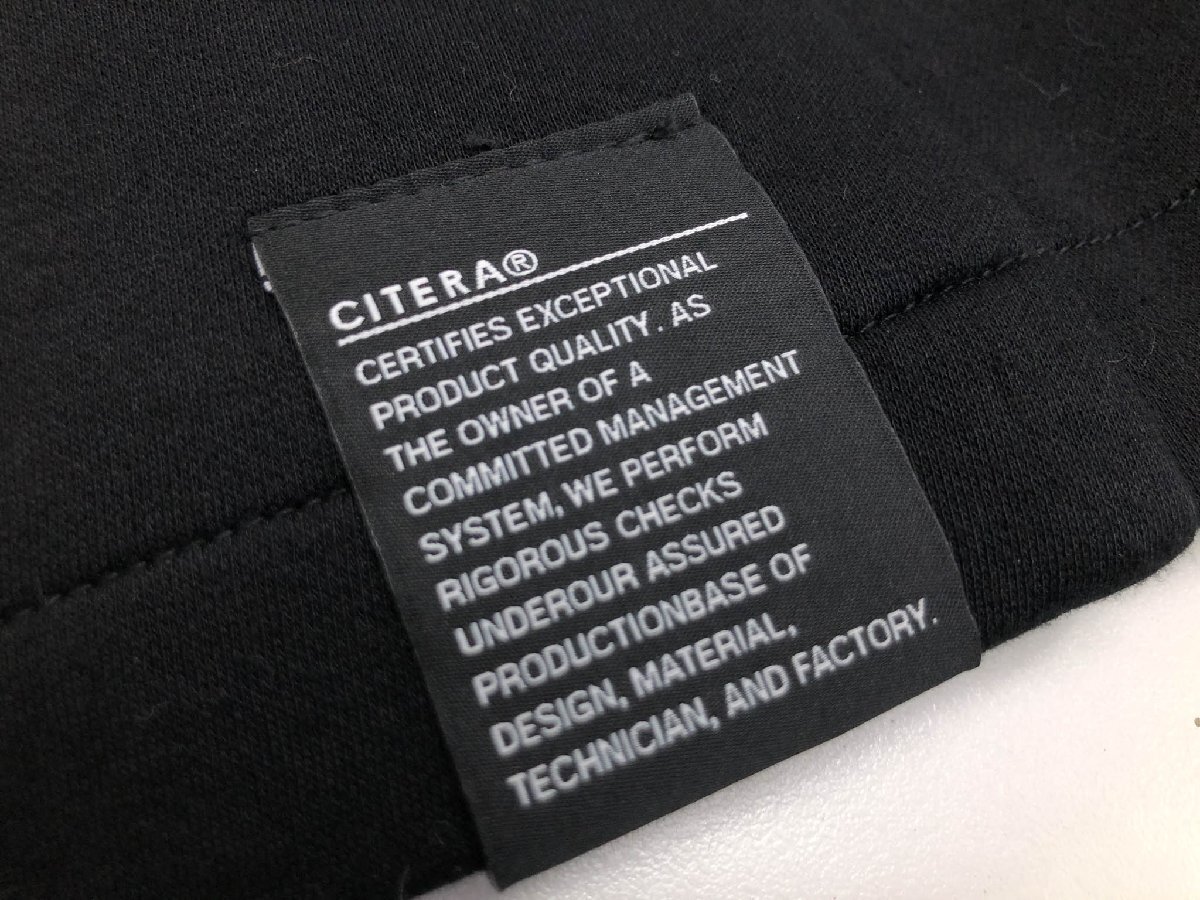 CITERA®
CERTIFIES EXCEPTIONAL
PRODUCT QUALITY. AS
THE OWNER OF A
COMMITTED MANAGEMENT
SYSTEM, WE PERFORM
RIGOROUS CHECKS
UNDEROUR ASSURED
PRODUCTIONBASE OF
DESIGN, MATERIAL,
TECHNICIAN, AND FACTORY.